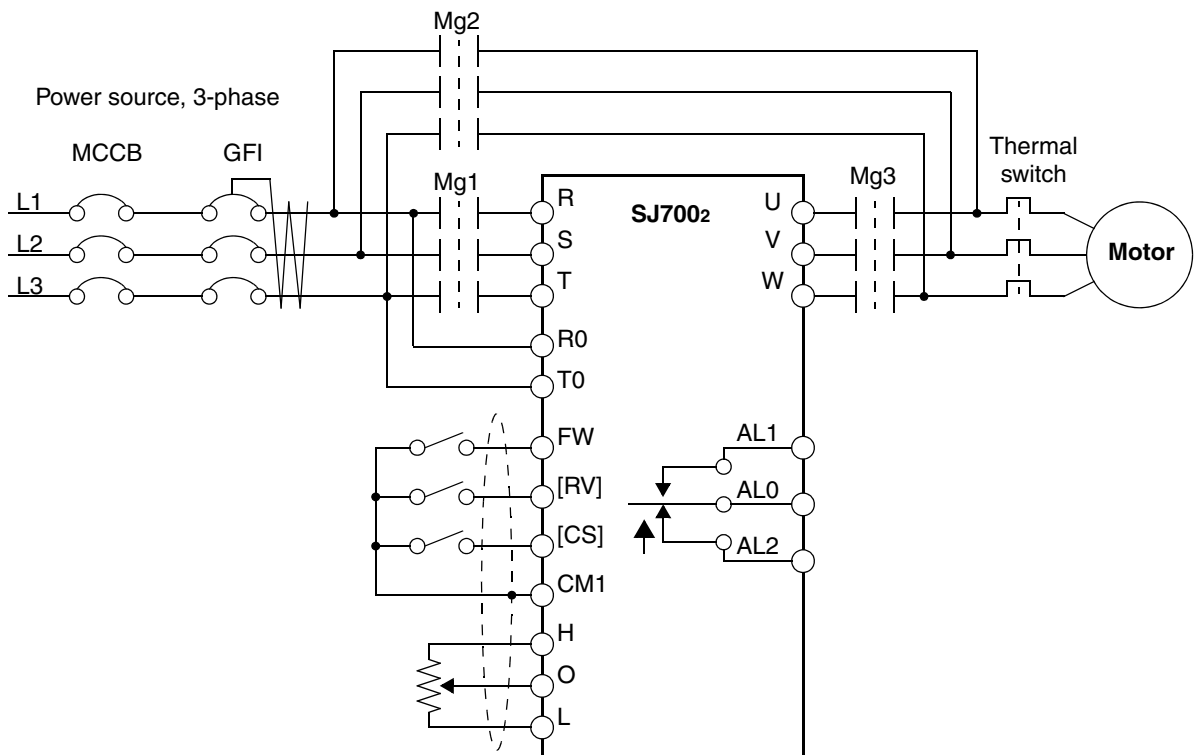 Mg2
Power source, 3-phase
MCCB
GFI
Thermal
switch
Mg1
Mg3
L1
L2
L3
R
S
T
R0
T0
SJ7002
U
V
W
Motor
FW
[RV]
[CS]
CM1
H
O
L
AL1
AL0
AL2